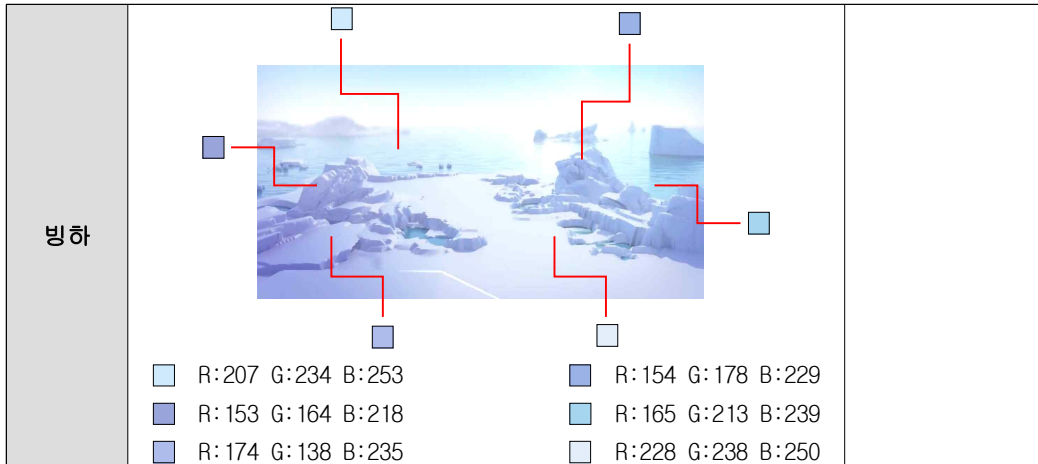 빙하
R:207 G:234 B:253
R:154 G:178 B:229
R:153 G:164 B:218
R:165 G:213 B:239
R:174 G:138 B:235
R:228 G:238 B:250